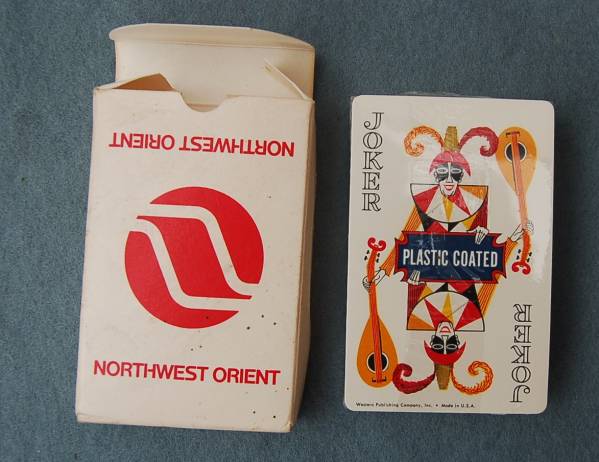 NORTHWEST ORIENT
NORTHWEST ORIENT
JOKER
PLASTIC COATED
JOKER
Western Publishing Company, Inc. • Made in U.S.A.